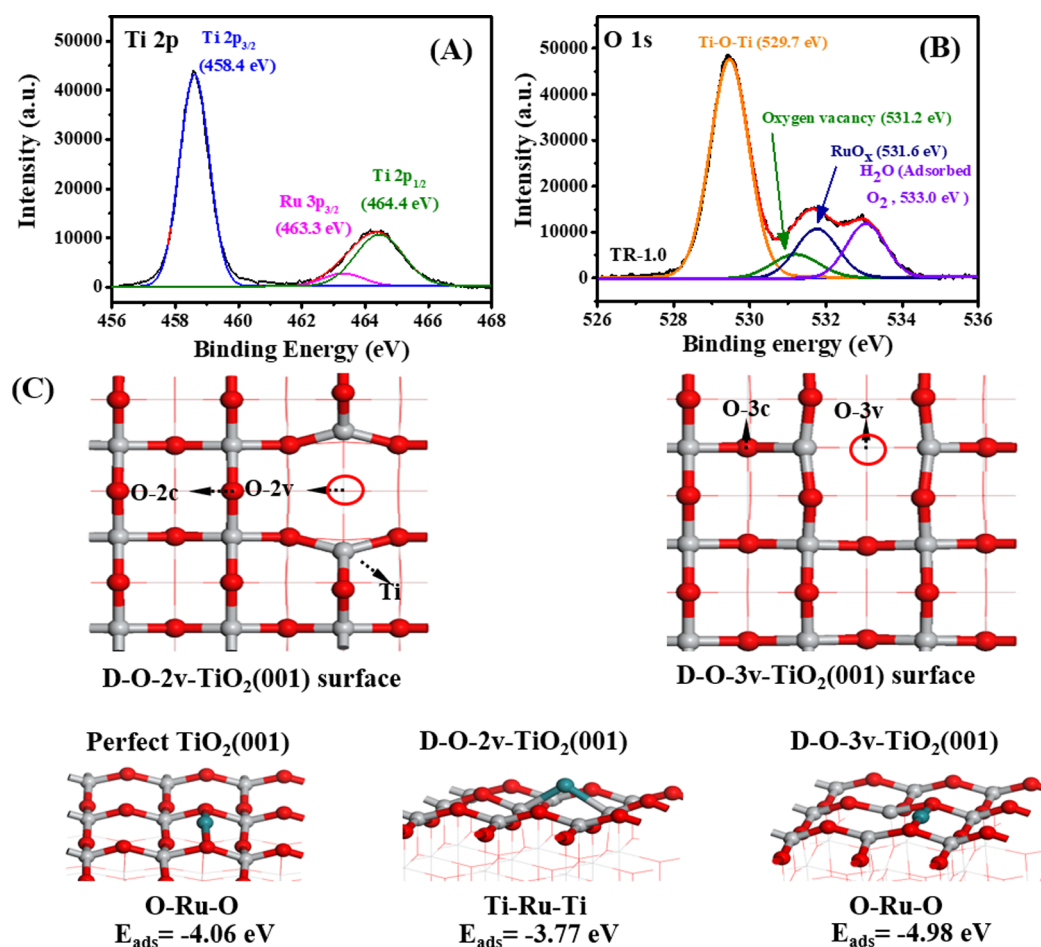 Ti 2p
Ti 2p3/2
(458.4 eV)
(A)
Ru 3p3/2
(463.3 eV)
Ti 2p1/2
(464.4 eV)
Intensity (a.u.)
50000
40000
30000
20000
10000
0
456 458 460 462 464 466 468
Binding Energy (eV)
O 1s
Ti-O-Ti (529.7 eV)
(B)
Oxygen vacancy (531.2 eV)
RuOx (531.6 eV)
H2O (Adsorbed
O2 , 533.0 eV )
TR-1.0
Intensity (a.u.)
50000
40000
30000
20000
10000
0
526 528 530 532 534 536
Binding energy (eV)
(C)
O-2c
O-2v
Ti
D-O-2v-TiO2(001) surface
O-3c
O-3v
D-O-3v-TiO2(001) surface
Perfect TiO2(001)
O-Ru-O
Eads= -4.06 eV
D-O-2v-TiO2(001)
Ti-Ru-Ti
Eads= -3.77 eV
D-O-3v-TiO2(001)
O-Ru-O
Eads= -4.98 eV